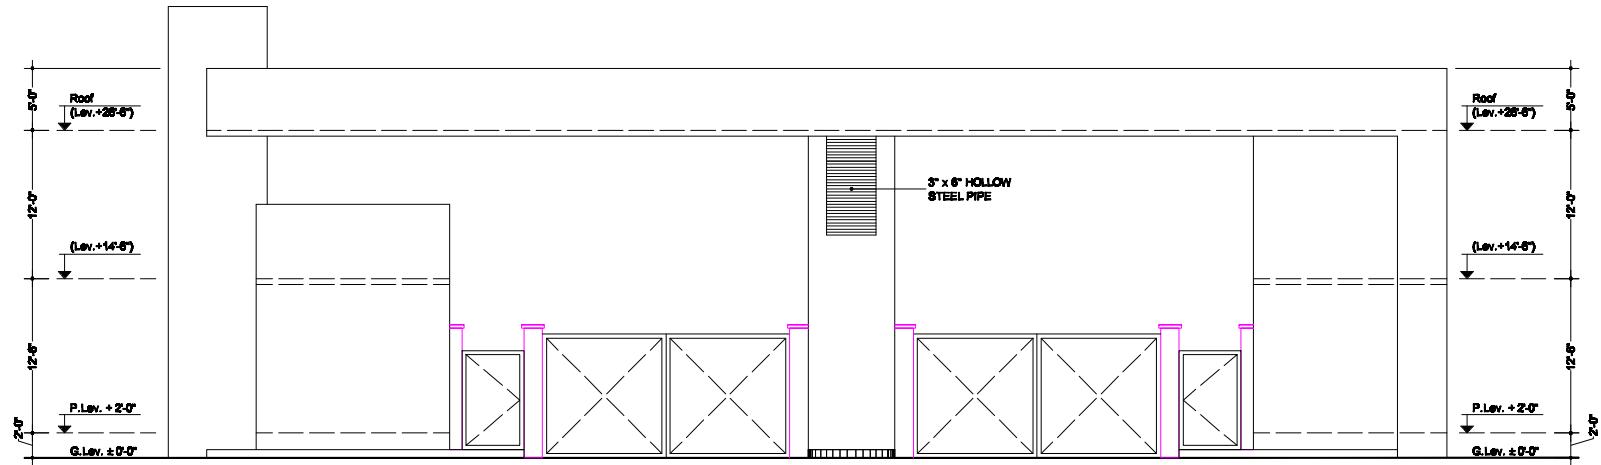 5'-0"
Roof
(Lev.+26'-6")
12'-0"
(Lev.+14'-6")
12'-6"
P.Lev. + 2'-0"
2'-0"
G.Lev. ± 0'-0"
3" x 6" HOLLOW
STEEL PIPE
Roof
(Lev.+26'-6")
5'-0"
12'-0"
(Lev.+14'-6")
12'-6"
P.Lev. + 2'-0"
2'-0"
G.Lev. ± 0'-0"